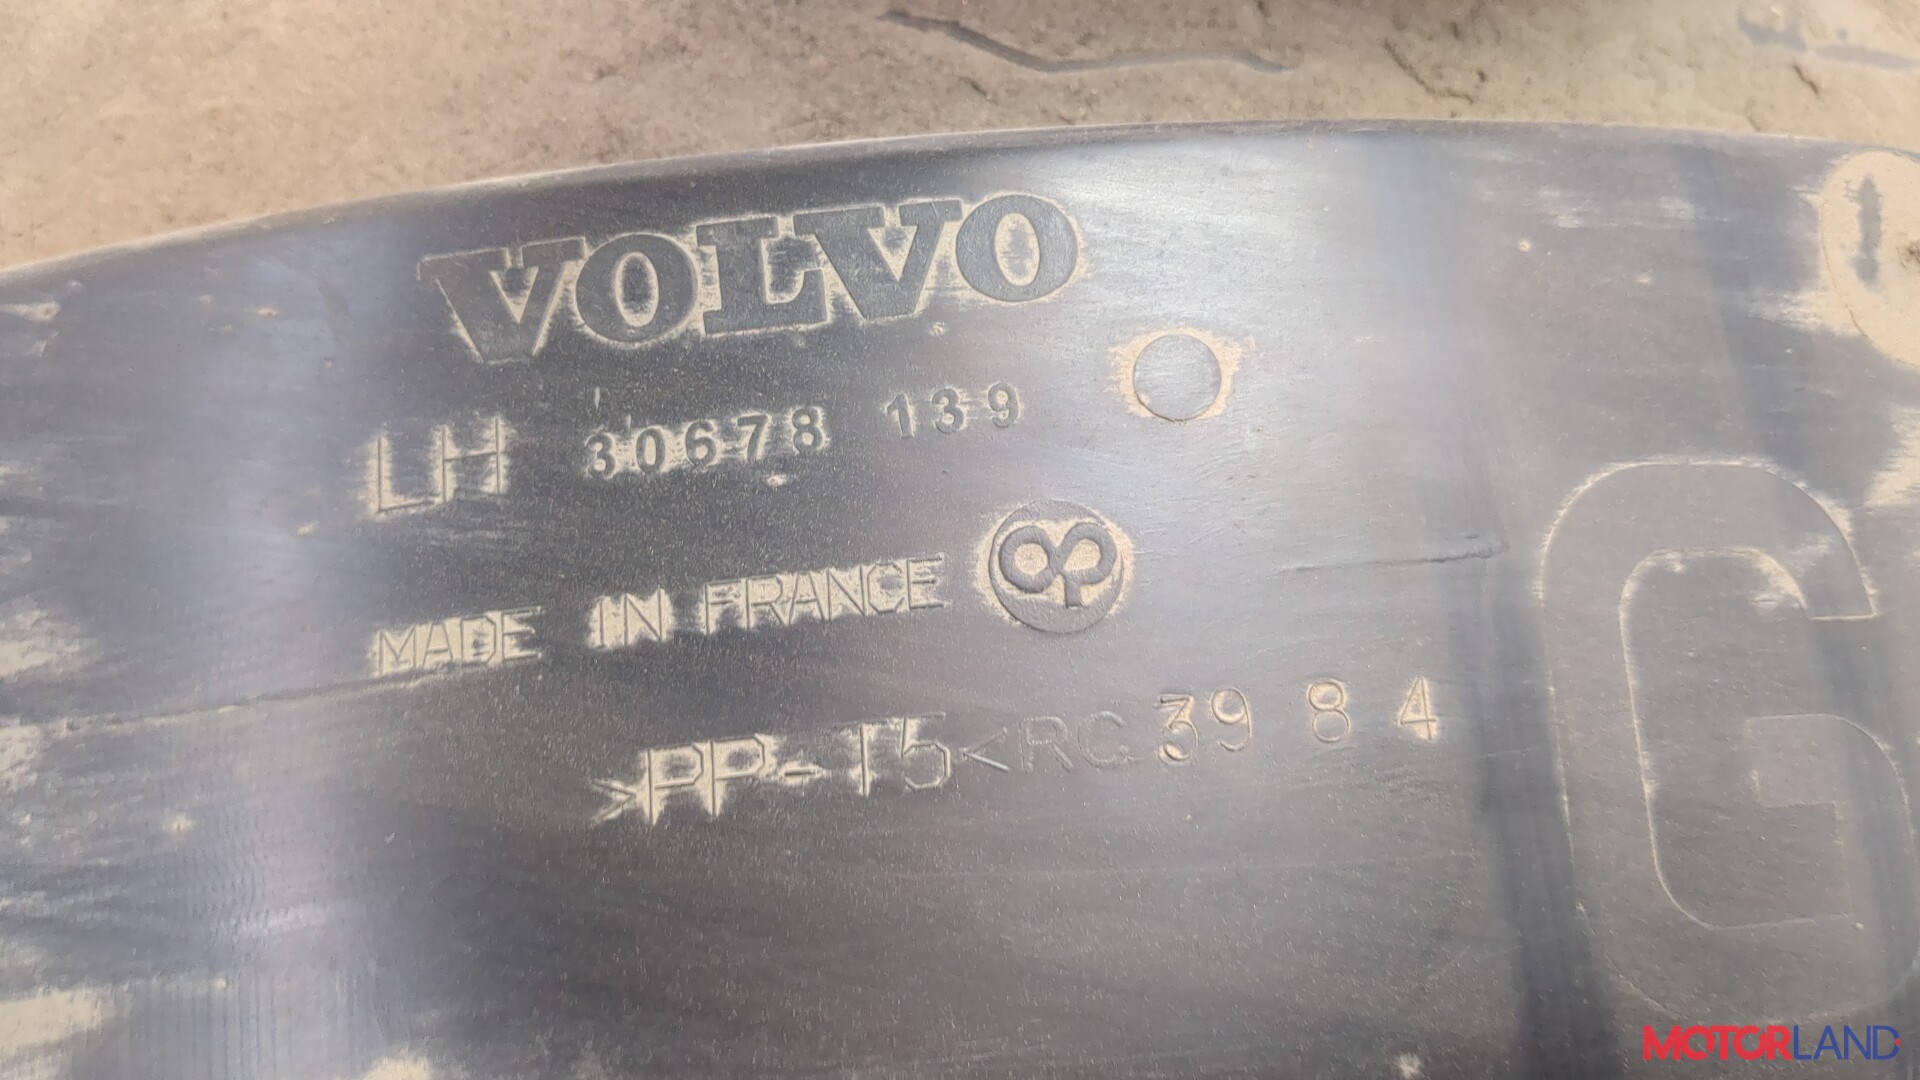 VOLVO
LH 30678 139
MADE IN FRANCE
>PP-T5<RC 39 8 4
G
MOTORLAND